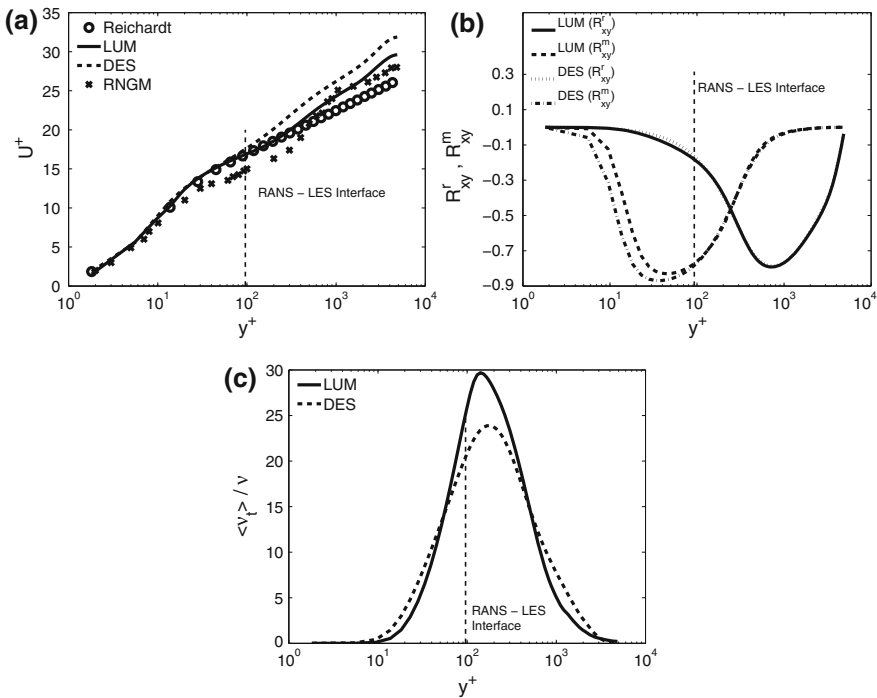 (a)
Reichardt
LUM
DES
RNGM
35
30
25
20
15
10
5
0
U+
RANS – LES Interface
10^0 10^1 10^2 10^3 10^4
y+
(b)
LUM (R^r_xy)
LUM (R^m_xy)
DES (R^r_xy)
DES (R^m_xy)
0.3
0.1
−0.1
−0.3
−0.5
−0.7
−0.9
R^r_xy , R^m_xy
RANS – LES Interface
10^0 10^1 10^2 10^3 10^4
y+
(c)
LUM
DES
30
25
20
15
10
5
0
<ν_t> / ν
RANS – LES
Interface
10^0 10^1 10^2 10^3 10^4
y+